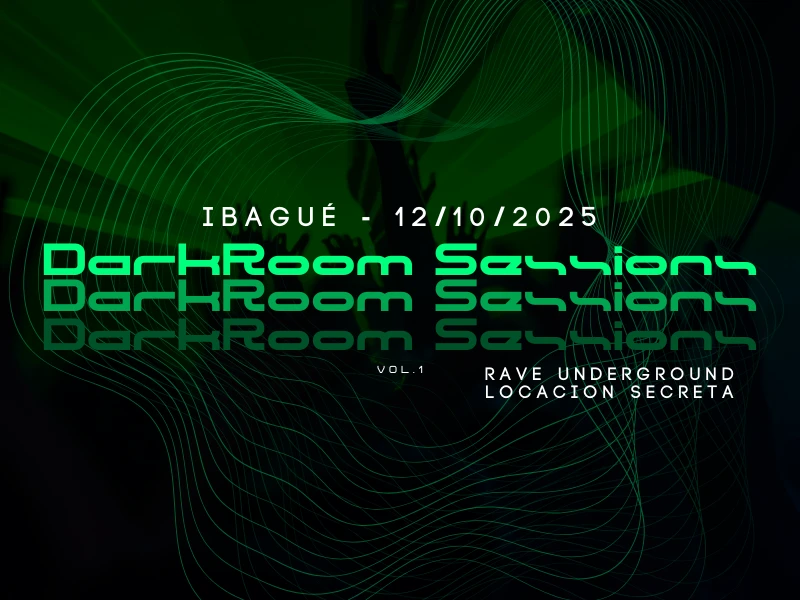 IBAGUÉ - 12/10/2025
DarkRoom Sessions
DarkRoom Sessions
DarkRoom Sessions
VOL.1
RAVE UNDERGROUND
LOCACION SECRETA